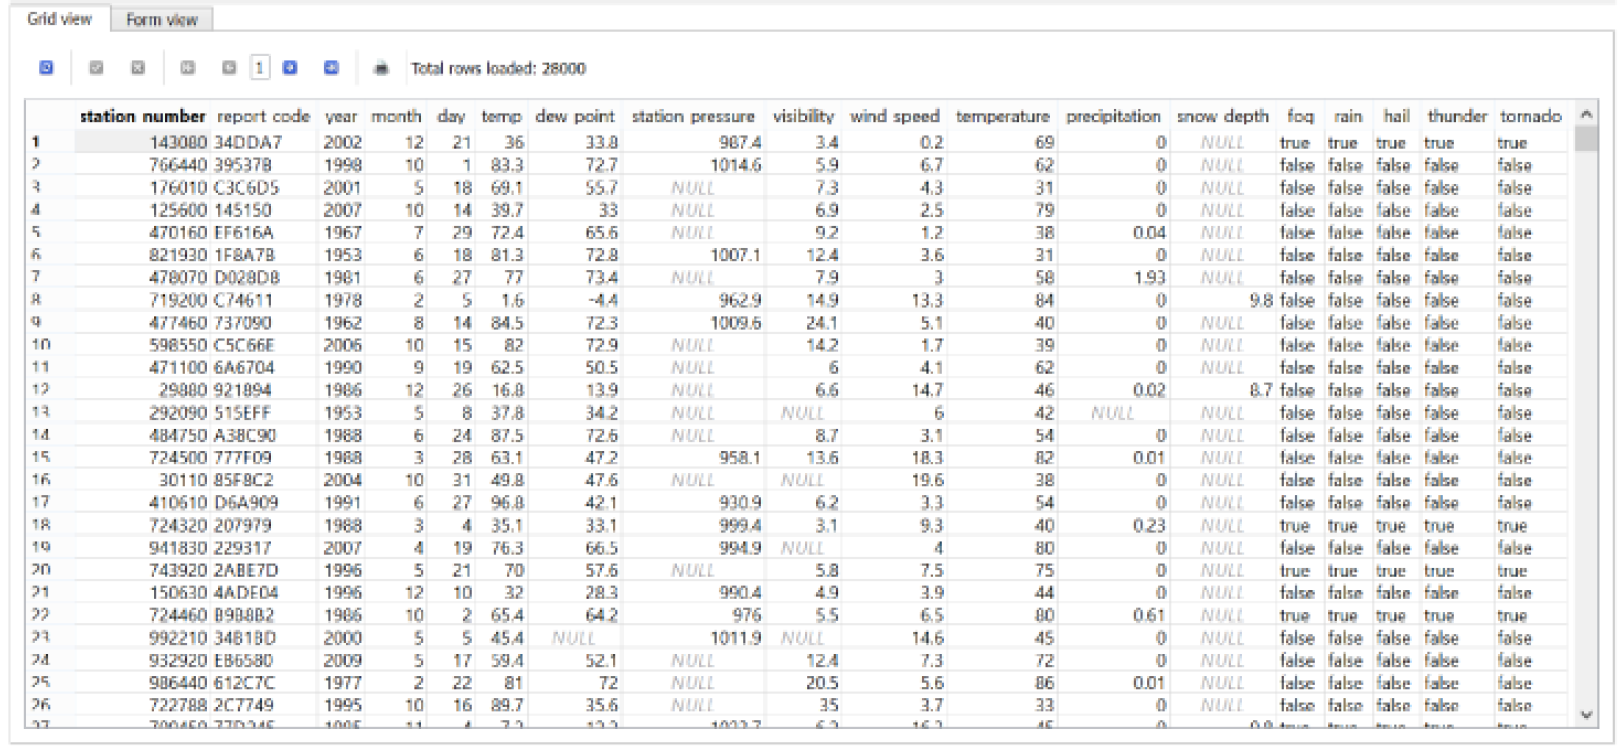 Grid view Form view
1 Total rows loaded: 28000
station number report code year month day temp dew point station pressure visibility wind speed temperature precipitation snow depth fog rain hail thunder tornado
1 143080 34DDA7 2002 12 21 36 33.8 987.4 3.4 0.2 69 0 NULL true true true true true
2 766440 39537B 1998 10 1 83.3 72.7 1014.6 5.9 6.7 62 0 NULL false false false false false
3 176010 C3C6D5 2001 5 18 69.1 55.7 NULL 7.3 4.3 31 0 NULL false false false false false
4 125600 145150 2007 10 14 39.7 33 NULL 6.9 2.5 79 0 NULL false false false false false
5 470160 EF616A 1967 7 29 72.4 65.6 NULL 9.2 1.2 38 0.04 NULL false false false false false
6 821930 1F8A7B 1953 6 18 81.3 72.8 1007.1 12.4 3.6 31 0 NULL false false false false false
7 478070 D028D8 1981 6 27 77 73.4 NULL 7.9 3 58 1.93 NULL false false false false false
8 719200 C74611 1978 2 5 1.6 -4.4 962.9 14.9 13.3 84 0 9.8 false false false false false
9 477460 737090 1962 8 14 84.5 72.3 1009.6 24.1 5.1 40 0 NULL false false false false false
10 598550 C5C66E 2006 10 15 82 72.9 NULL 14.2 1.7 39 0 NULL false false false false false
11 471100 6A6704 1990 9 19 62.5 50.5 NULL 6 4.1 62 0 NULL false false false false false
12 29880 921894 1986 12 26 16.8 13.9 NULL 6.6 14.7 46 0.02 8.7 false false false false false
13 292090 515EFF 1953 5 8 37.8 34.2 NULL NULL 6 42 NULL NULL false false false false false
14 484750 A38C90 1988 6 24 87.5 72.6 NULL 8.7 3.1 54 0 NULL false false false false false
15 724500 777F09 1988 3 28 63.1 47.2 958.1 13.6 18.3 82 0.01 NULL false false false false false
16 30110 85F8C2 2004 10 31 49.8 47.6 NULL NULL 19.6 38 0 NULL false false false false false
17 410610 D6A909 1991 6 27 96.8 42.1 930.9 6.2 3.3 54 0 NULL false false false false false
18 724320 207979 1988 3 4 35.1 33.1 999.4 3.1 9.3 40 0.23 NULL true true true true true
19 941830 229317 2007 4 19 76.3 66.5 994.9 NULL 4 80 0 NULL false false false false false
20 743920 2ABE7D 1996 5 21 70 57.6 NULL 5.8 7.5 75 0 NULL true true true true true
21 150630 4ADE04 1996 12 10 32 28.3 990.4 4.9 3.9 44 0 NULL false false false false false
22 724460 B9B8B2 1986 10 2 65.4 64.2 976 5.5 6.5 80 0.61 NULL true true true true true
23 992210 34B1BD 2000 5 5 45.4 NULL 1011.9 NULL 14.6 45 0 NULL false false false false false
24 932920 EB6580 2009 5 17 59.4 52.1 NULL 12.4 7.3 72 0 NULL false false false false false
25 986440 612C7C 1977 2 22 81 72 NULL 20.5 5.6 86 0.01 NULL false false false false false
26 722788 2C7749 1995 10 16 89.7 35.6 NULL 35 3.7 33 0 NULL false false false false false